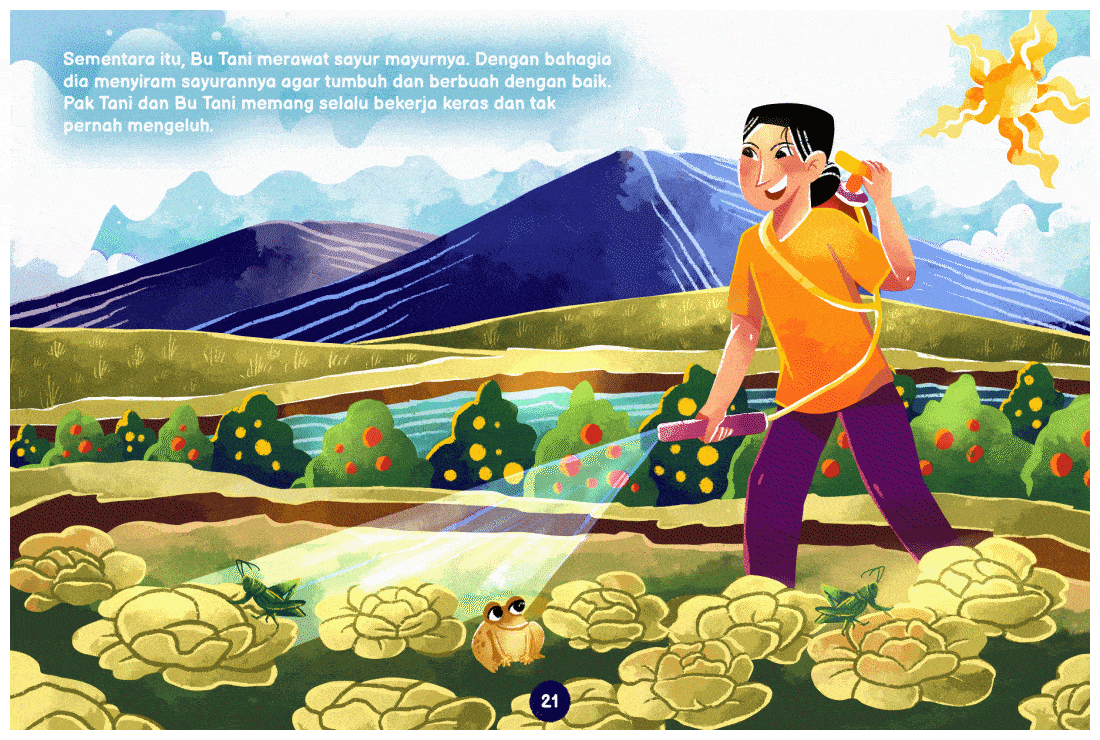 Sementara itu, Bu Tani merawat sayur mayurnya. Dengan bahagia
dia menyiram sayurannya agar tumbuh dan berbuah dengan baik.
Pak Tani dan Bu Tani memang selalu bekerja keras dan tak
pernah mengeluh.
21